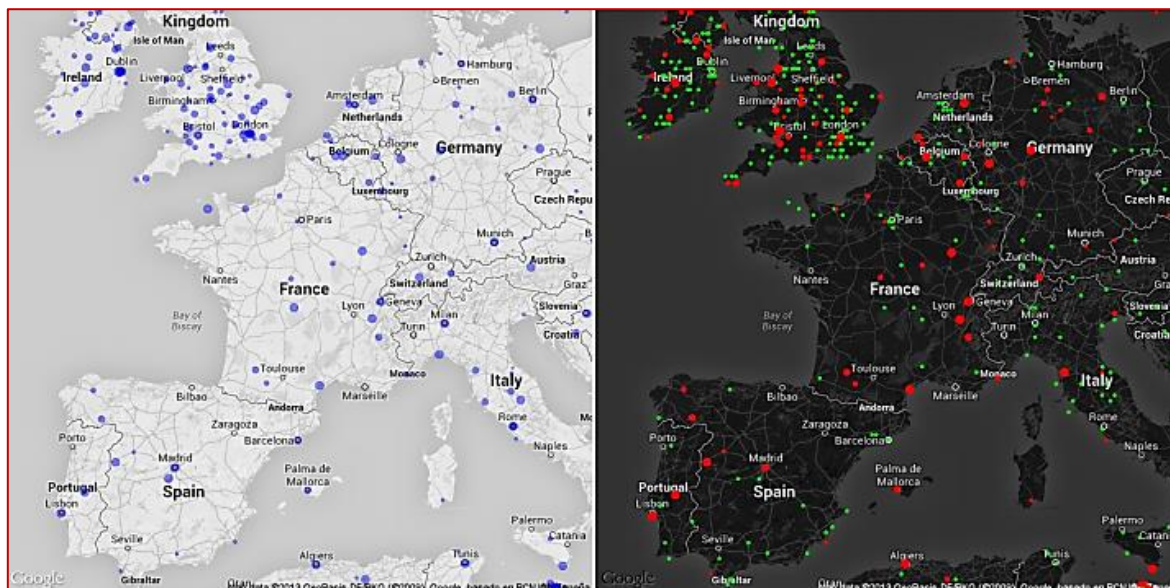 Kingdom
Isle of Man
Leeds
Dublin
Ireland
Liverpool
Sheffield
Birmingham
Bristol
London
Hamburg
Bremen
Amsterdam
Berlin
Netherlands
Belgium
Cologne
Germany
Luxembourg
Prague
Czech Repu
Paris
Munich
Nantes
Zurich
Austria
Switzerland
Graz
France
Lyon
Geneva
Milan
Slovenia
Turin
Croatia
Bay of
Biscay
Toulouse
Monaco
Italy
Marseille
Bilbao
Andorra
Rome
Zaragoza
Porto
Barcelona
Naples
Madrid
Palma de
Mallorca
Portugal
Spain
Lisbon
Palermo
Seville
Catania
Algiers
Tunis
Gibraltar
Google
Kingdom
Isle of Man
Leeds
Dublin
Ireland
Liverpool
Sheffield
Birmingham
Bristol
London
Hamburg
Bremen
Amsterdam
Berlin
Netherlands
Belgium
Cologne
Germany
Luxembourg
Prague
Czech Rep
Paris
Munich
Nantes
Zurich
Austria
Switzerland
Graz
France
Lyon
Geneva
Milan
Slovenia
Turin
Croatia
Bay of
Biscay
Toulouse
Monaco
Italy
Marseille
Bilbao
Andorra
Rome
Zaragoza
Porto
Barcelona
Naples
Madrid
Palma de
Mallorca
Portugal
Spain
Lisbon
Palermo
Seville
Catania
Algiers
Tunis
Gibraltar
Google